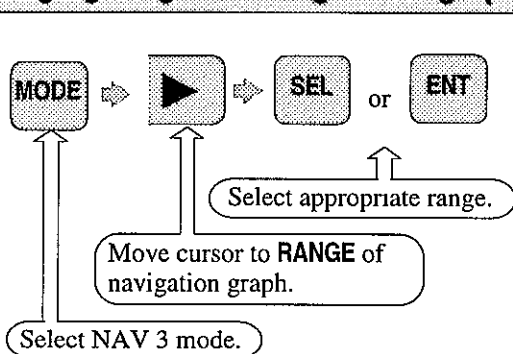 MODE SEL or ENT
Select appropriate range.
Move cursor to RANGE of
navigation graph.
Select NAV 3 mode.